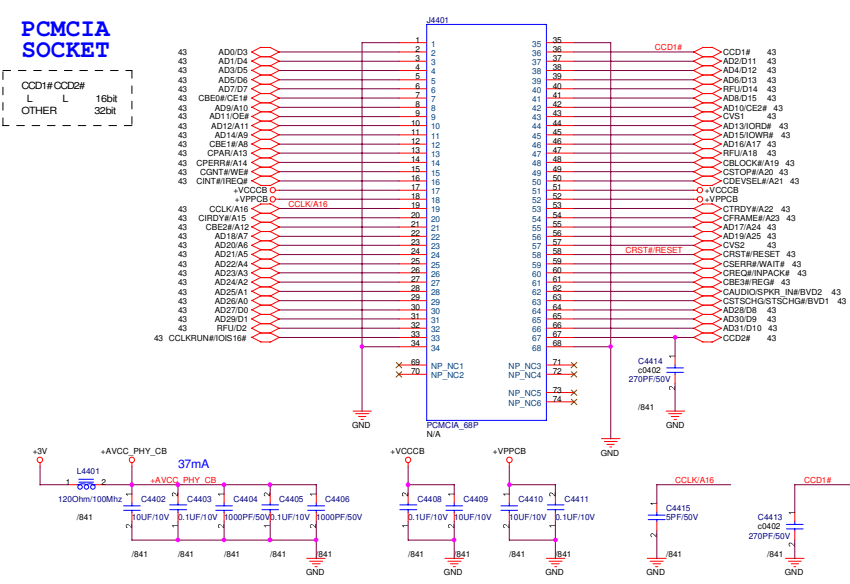 PCMCIA
SOCKET
CCD1# CCD2#
L L 16bit
OTHER 32bit
J4401
1 1 35 35
43 AD0/D3 2 2 36 36 CCD1# CCD1# 43
43 AD1/D4 3 3 37 37 AD2/D11 43
43 AD3/D5 4 4 38 38 AD4/D12 43
43 AD5/D6 5 5 39 39 AD6/D13 43
43 AD7/D7 6 6 40 40 RFU/D14 43
43 CBE0#/CE1# 7 7 41 41 AD8/D15 43
43 AD9/A10 8 8 42 42 AD10/CE2# 43
43 AD11/OE# 9 9 43 43 CVS1 43
43 AD12/A11 10 10 44 44 AD13/IORD# 43
43 AD14/A9 11 11 45 45 AD15/IOWR# 43
43 CBE1#/A8 12 12 46 46 AD16/A17 43
43 CPAR/A13 13 13 47 47 RFU/A18 43
43 CPERR#/A14 14 14 48 48 CBLOCK#/A19 43
43 CGNT#/WE# 15 15 49 49 CSTOP#/A20 43
43 CINT#/IREQ# 16 16 50 50 CDEVSEL#/A21 43
+VCCCB 17 17 51 51 +VCCCB
+VPPCB 18 18 52 52 +VPPCB
43 CCLK/A16 CCLK/A16 19 19 53 53 CTRDY#/A22 43
43 CIRDY#/A15 20 20 54 54 CFRAME#/A23 43
43 CBE2#/A12 21 21 55 55 AD17/A24 43
43 AD18/A7 22 22 56 56 AD19/A25 43
43 AD20/A6 23 23 57 57 CVS2 43
43 AD21/A5 24 24 58 58 CRST#/RESET CRST#/RESET 43
43 AD22/A4 25 25 59 59 CSERR#/WAIT# 43
43 AD23/A3 26 26 60 60 CREQ#/INPACK# 43
43 AD24/A2 27 27 61 61 CBE3#/REG# 43
43 AD25/A1 28 28 62 62 CAUDIO/SPKR_IN#/BVD2 43
43 AD26/A0 29 29 63 63 CSTSCHG/STSCHG#/BVD1 43
43 AD27/D0 30 30 64 64 AD28/D8 43
43 AD29/D1 31 31 65 65 AD30/D9 43
43 RFU/D2 32 32 66 66 AD31/D10 43
43 CCLKRUN#/IOIS16# 33 33 67 67 CCD2# 43
34 34 68 68
69 NP_NC1 NP_NC3 71
70 NP_NC2 NP_NC4 72
NP_NC5 73
NP_NC6 74
1 C4414
c0402
270PF/50V
2
/841
GND GND GND
PCMCIA_68P
N/A
+3V +AVCC_PHY_CB +VCCCB +VPPCB
37mA
L4401
1 2 +AVCC_PHY_CB CCLK/A16 CCD1#
120Ohm/100Mhz
C4402 C4403 C4404 C4405 C4406 C4408 C4409 C4410 C4411 C4415 C4413
c0402
10UF/10V 0.1UF/10V 1000PF/50V 0.1UF/10V 1000PF/50V 0.1UF/10V 10UF/10V 10UF/10V 0.1UF/10V 5PF/50V 270PF/50V
/841 /841 /841 /841 /841 /841 /841 /841 /841 /841 /841
GND GND GND GND GND